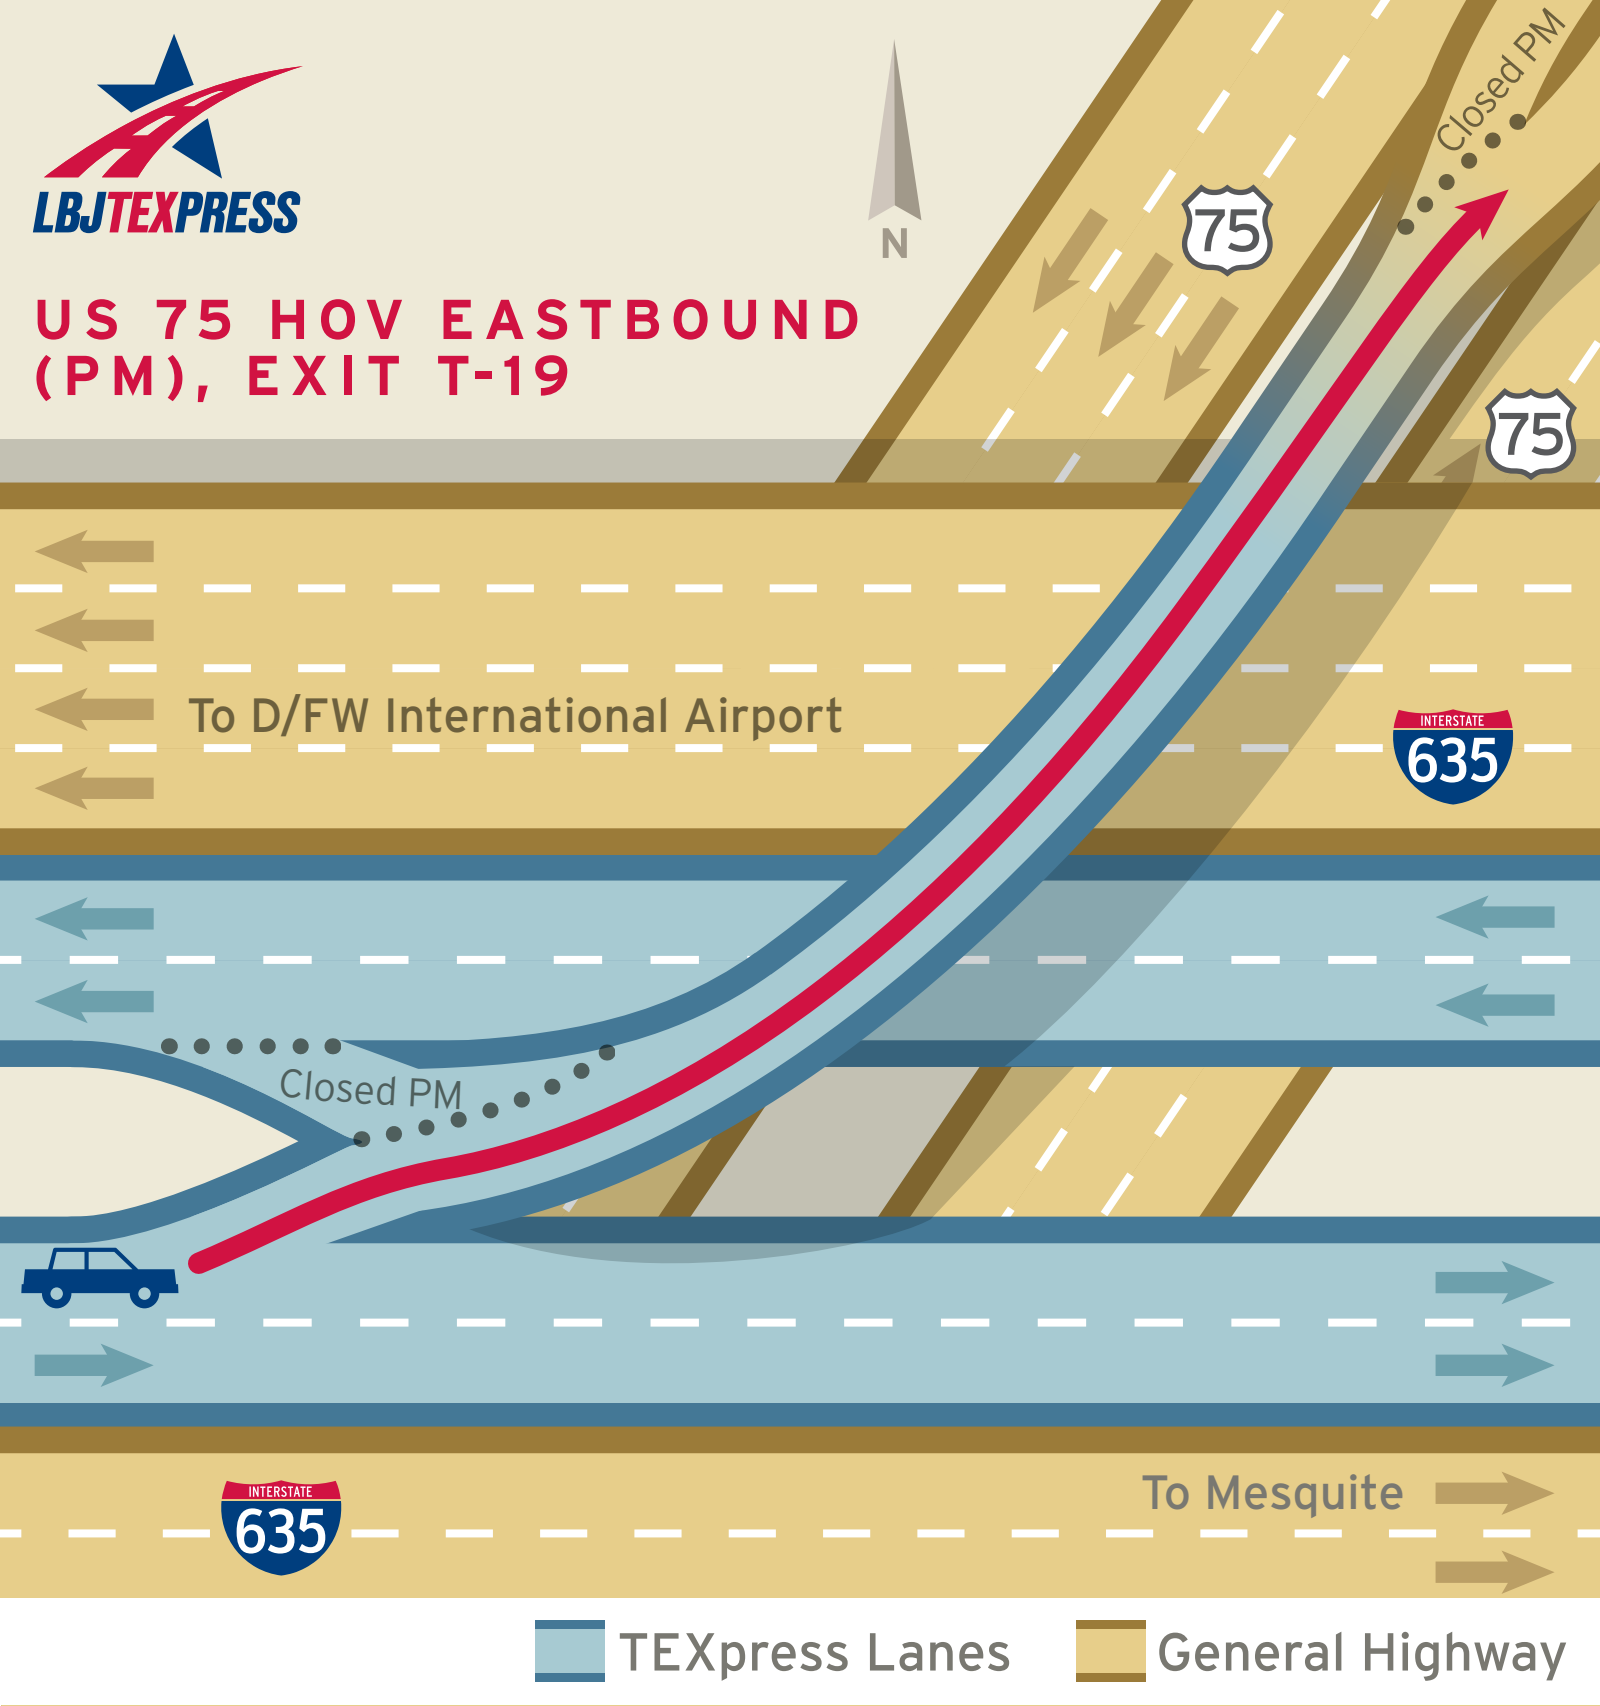 LBJTEXPRESS
N
US 75 HOV EASTBOUND
(PM), EXIT T-19
Closed PM
75
75
To D/FW International Airport
INTERSTATE
635
Closed PM
INTERSTATE
635
To Mesquite
TEXpress Lanes
General Highway